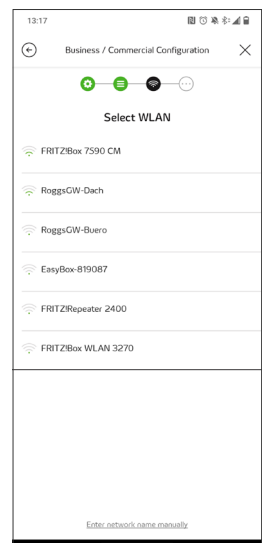 13:17
Business / Commercial Configuration
Select WLAN
FRITZ!Box 7590 CM
RoggsGW-Dach
RoggsGW-Buero
EasyBox-819087
FRITZ!Repeater 2400
FRITZ!Box WLAN 3270
Enter network name manually